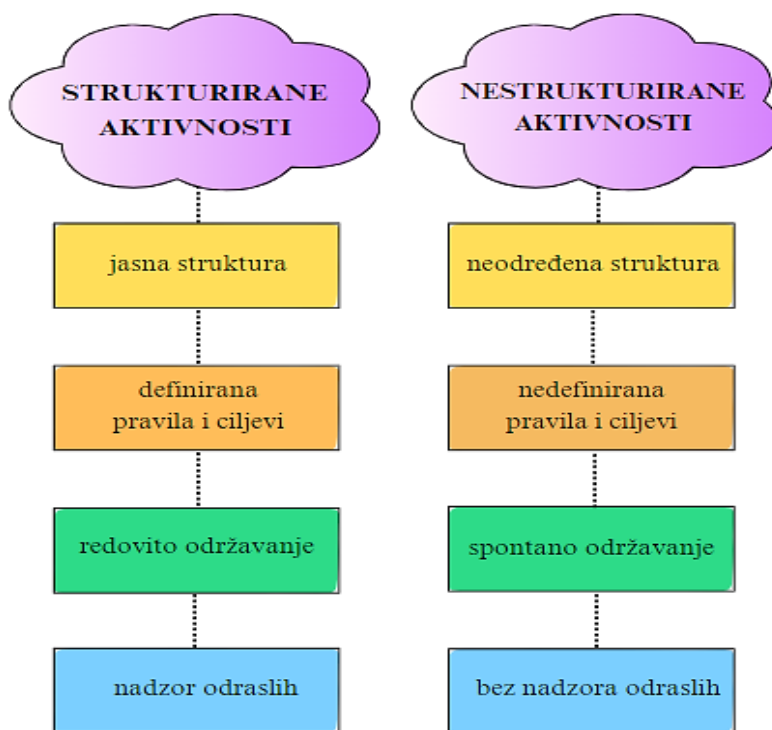 STRUKTURIRANE
AKTIVNOSTI
jasna struktura
definirana
pravila i ciljevi
redovito održavanje
nadzor odraslih
NESTRUKTURIRANE
AKTIVNOSTI
neodređena struktura
nedefinirana
pravila i ciljevi
spontano održavanje
bez nadzora odraslih